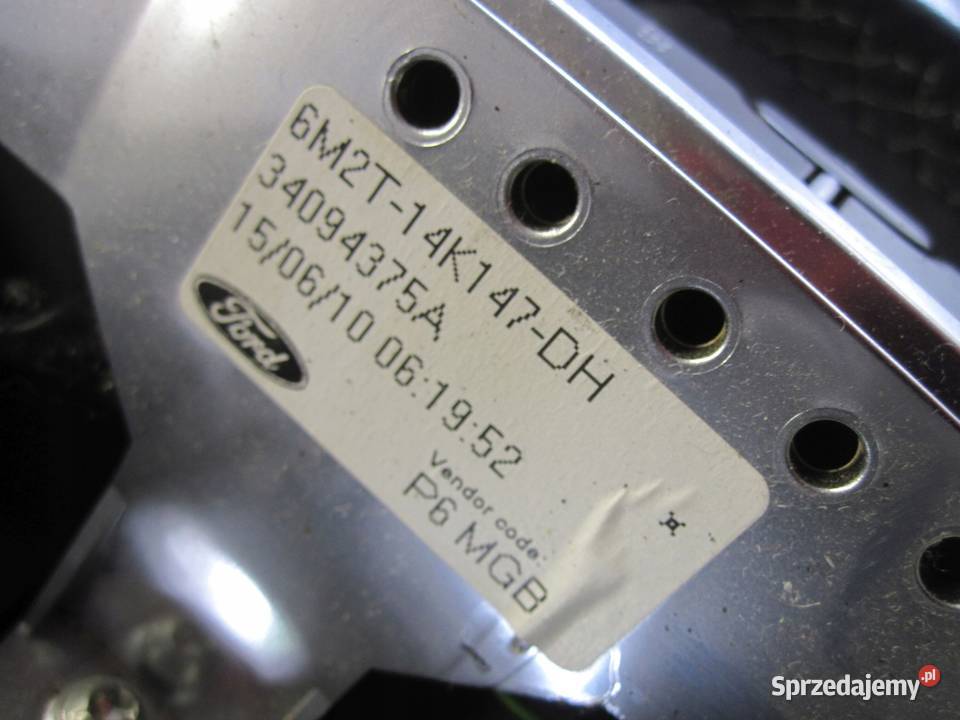 6M2T-14K147-DH
34094375A
15/06/10 06:19:52
Ford
Vendor code:
P6 MGB
Sprzedajemy.pl